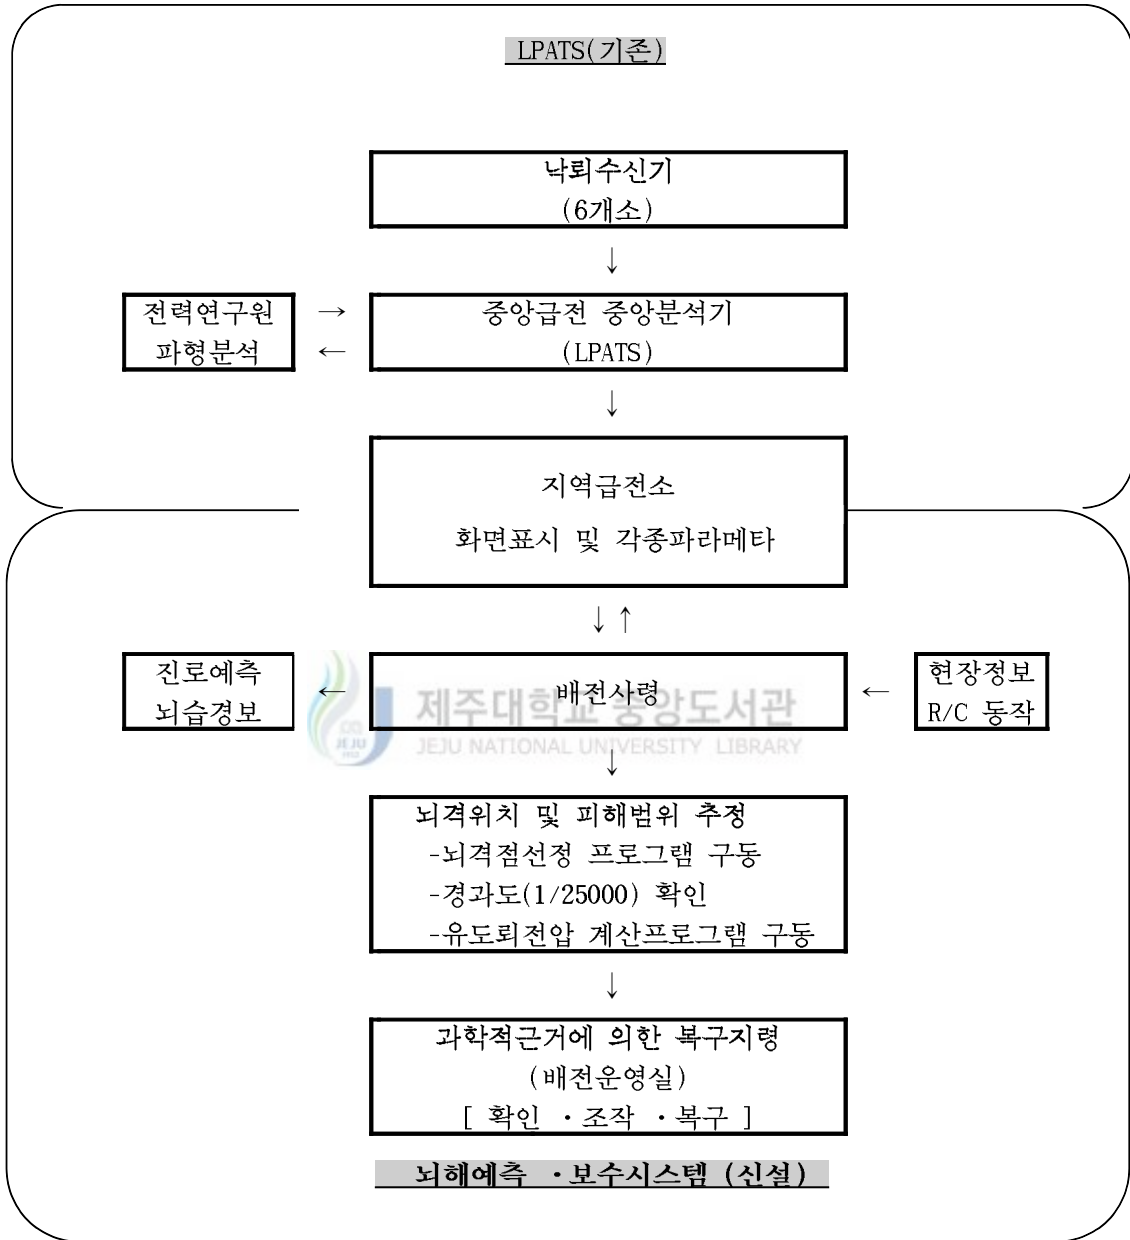 LPATS(기존)
낙뢰수신기
(6개소)
↓
전력연구원 → 중앙급전 중앙분석기
파형분석 ← (LPATS)
↓
지역급전소
화면표시 및 각종파라메타
↓↑
진로예측
뇌습경보
← 배전사령 ←
현장정보
R/C 동작
제주대학교 중앙도서관
JEJU NATIONAL UNIVERSITY LIBRARY
JEJU
1952
↓
뇌격위치 및 피해범위 추정
-뇌격점선정 프로그램 구동
-경과도(1/25000) 확인
-유도뢰전압 계산프로그램 구동
↓
과학적근거에 의한 복구지령
(배전운영실)
[ 확인 ・조작 ・복구 ]
뇌해예측 ・보수시스템 (신설)